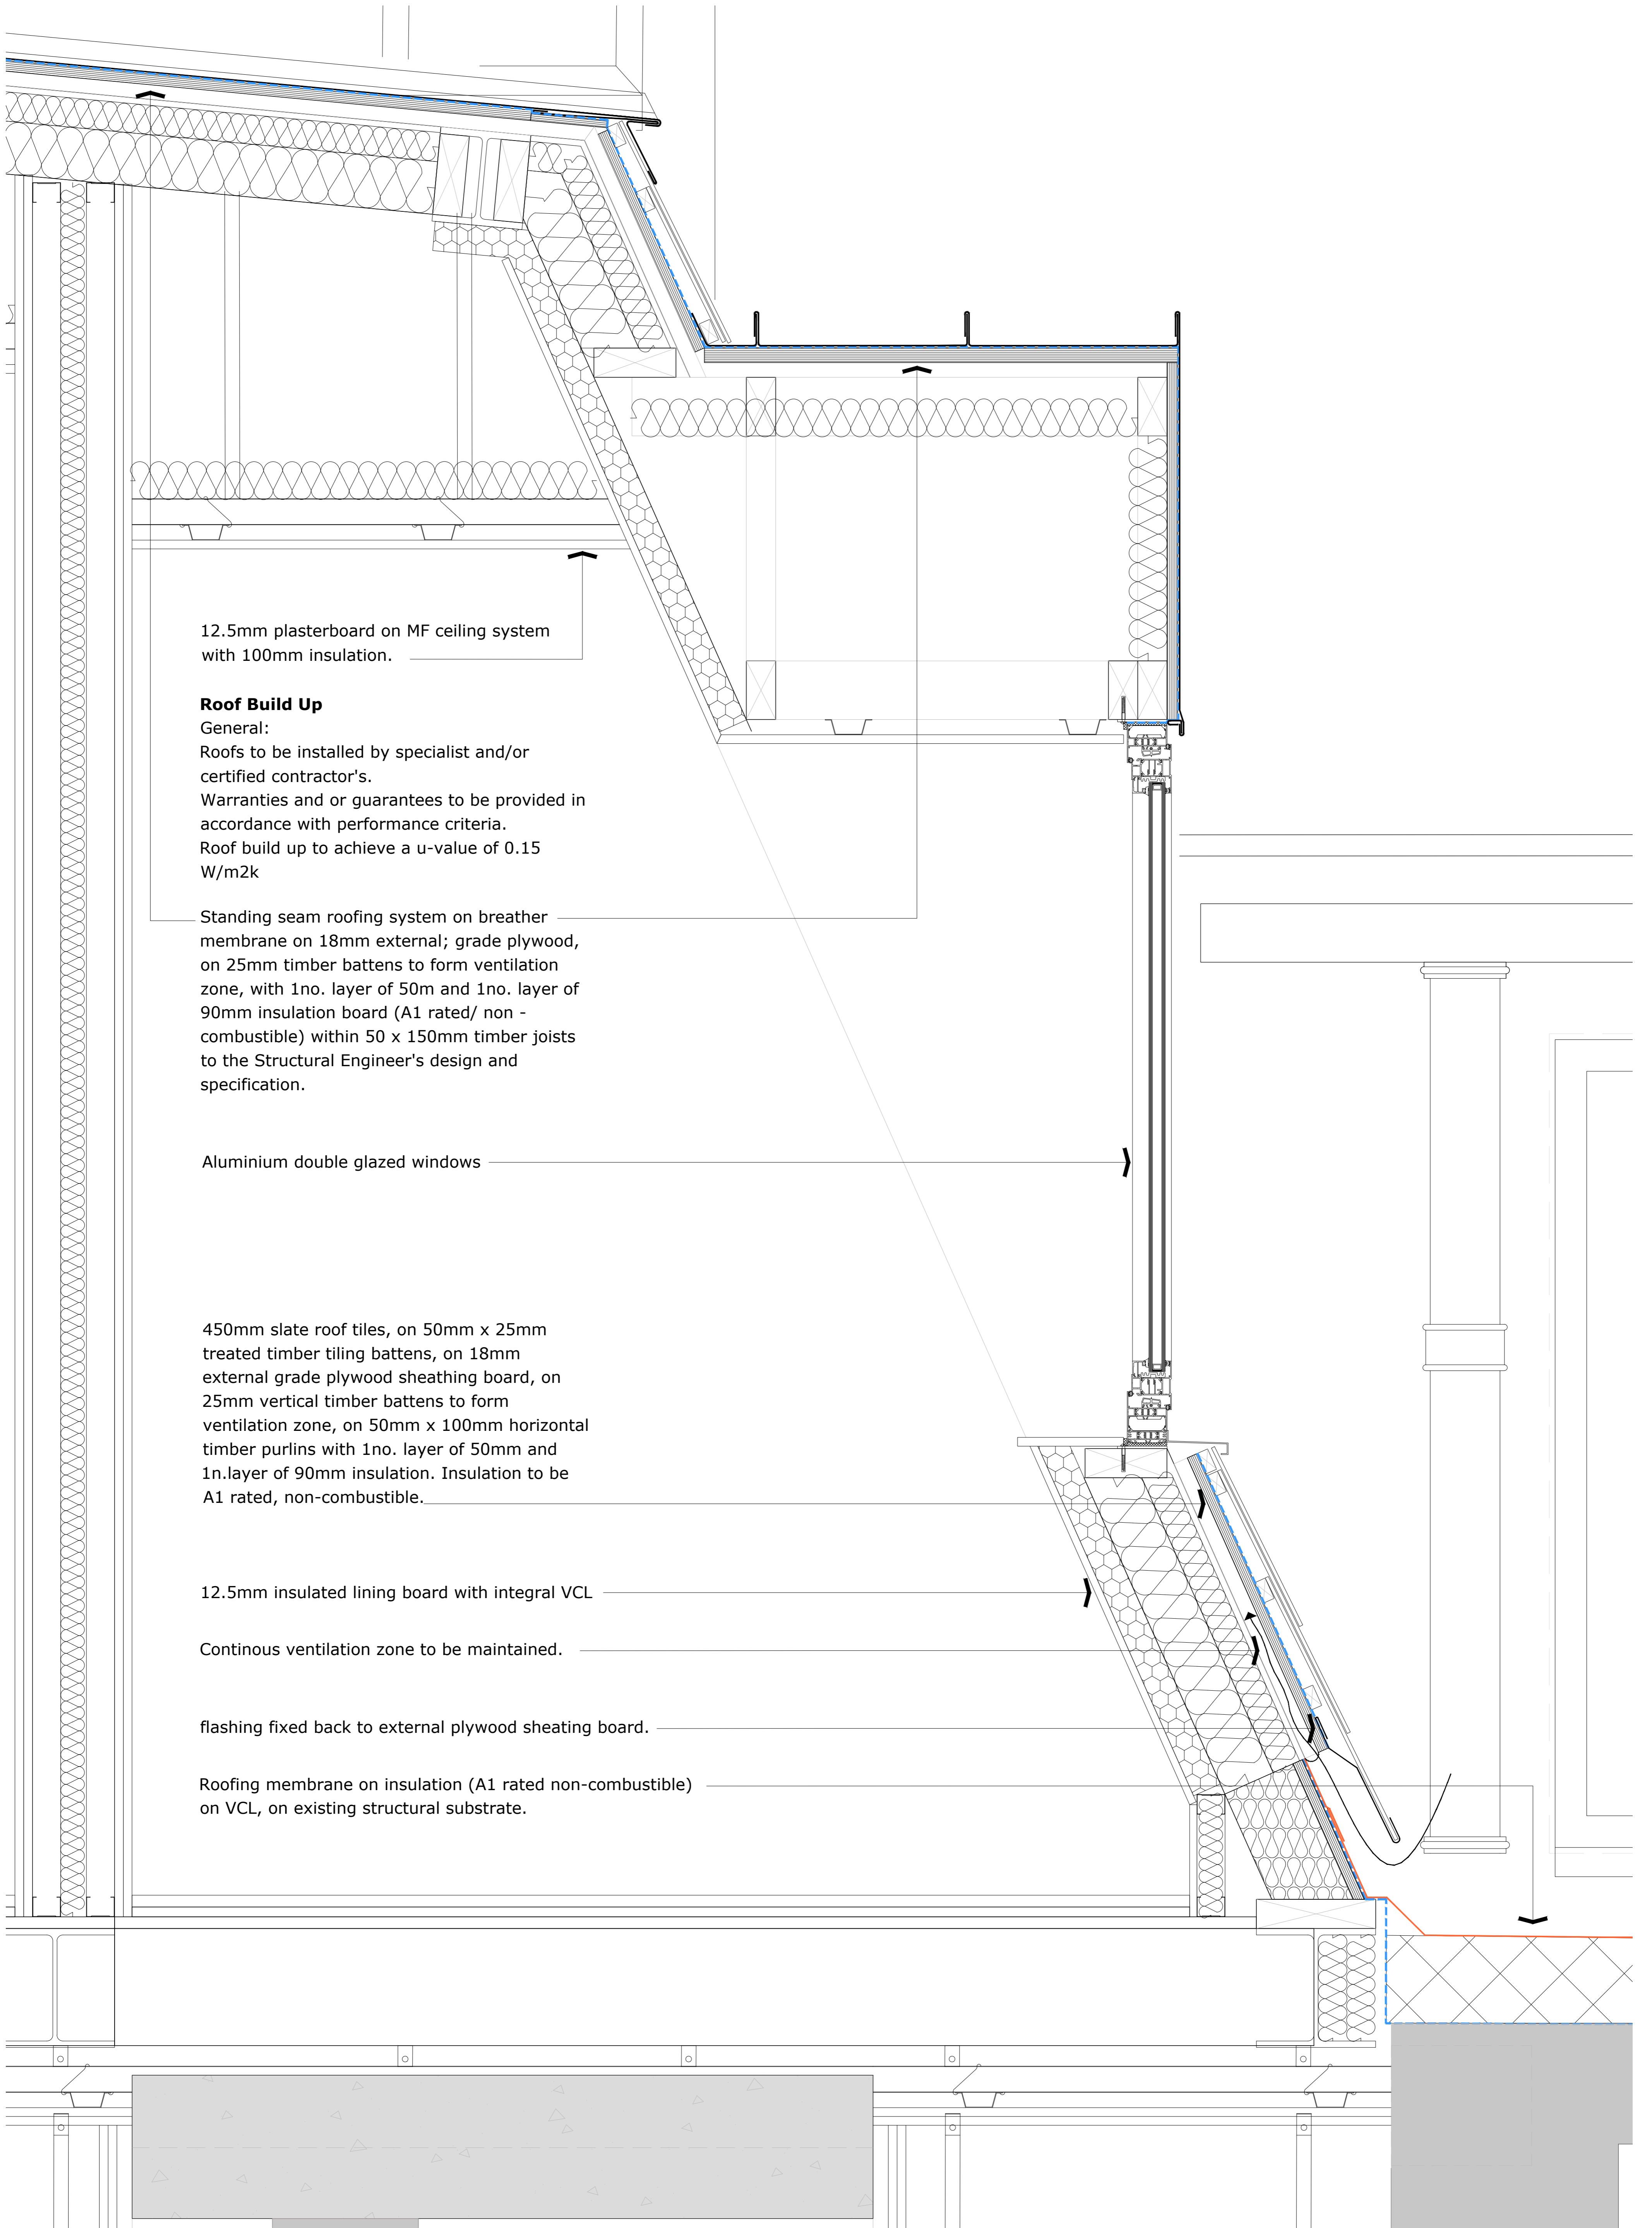 12.5mm plasterboard on MF ceiling system
with 100mm insulation.
Roof Build Up
General:
Roofs to be installed by specialist and/or
certified contractor's.
Warranties and or guarantees to be provided in
accordance with performance criteria.
Roof build up to achieve a u-value of 0.15
W/m2k
Standing seam roofing system on breather
membrane on 18mm external; grade plywood,
on 25mm timber battens to form ventilation
zone, with 1no. layer of 50m and 1no. layer of
90mm insulation board (A1 rated/ non -
combustible) within 50 x 150mm timber joists
to the Structural Engineer's design and
specification.
Aluminium double glazed windows
450mm slate roof tiles, on 50mm x 25mm
treated timber tiling battens, on 18mm
external grade plywood sheathing board, on
25mm vertical timber battens to form
ventilation zone, on 50mm x 100mm horizontal
timber purlins with 1no. layer of 50mm and
1n.layer of 90mm insulation. Insulation to be
A1 rated, non-combustible.
12.5mm insulated lining board with integral VCL
Continous ventilation zone to be maintained.
flashing fixed back to external plywood sheating board.
Roofing membrane on insulation (A1 rated non-combustible)
on VCL, on existing structural substrate.